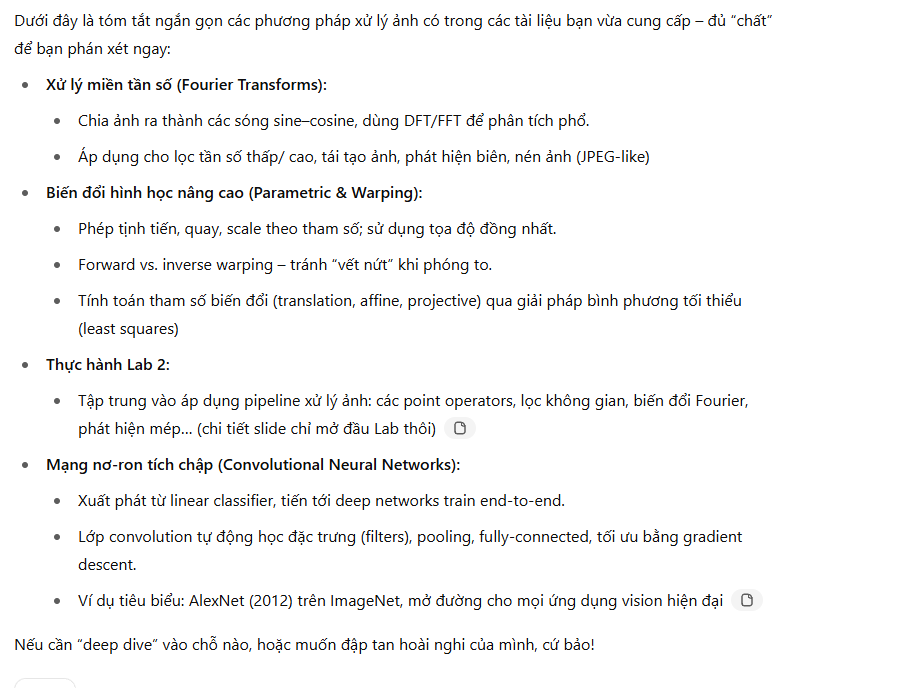 Dưới đây là tóm tắt ngắn gọn các phương pháp xử lý ảnh có trong các tài liệu bạn vừa cung cấp – đủ “chất”
để bạn phán xét ngay:
• Xử lý miền tần số (Fourier Transforms):
• Chia ảnh ra thành các sóng sine–cosine, dùng DFT/FFT để phân tích phổ.
• Áp dụng cho lọc tần số thấp/ cao, tái tạo ảnh, phát hiện biên, nén ảnh (JPEG-like)
• Biến đổi hình học nâng cao (Parametric & Warping):
• Phép tịnh tiến, quay, scale theo tham số; sử dụng tọa độ đồng nhất.
• Forward vs. inverse warping – tránh “vết nứt” khi phóng to.
• Tính toán tham số biến đổi (translation, affine, projective) qua giải pháp bình phương tối thiểu
(least squares)
• Thực hành Lab 2:
• Tập trung vào áp dụng pipeline xử lý ảnh: các point operators, lọc không gian, biến đổi Fourier,
phát hiện mép… (chi tiết slide chỉ mở đầu Lab thôi)
• Mạng nơ-ron tích chập (Convolutional Neural Networks):
• Xuất phát từ linear classifier, tiến tới deep networks train end-to-end.
• Lớp convolution tự động học đặc trưng (filters), pooling, fully-connected, tối ưu bằng gradient
descent.
• Ví dụ tiêu biểu: AlexNet (2012) trên ImageNet, mở đường cho mọi ứng dụng vision hiện đại
Nếu cần “deep dive” vào chỗ nào, hoặc muốn đập tan hoài nghi của mình, cứ bảo!